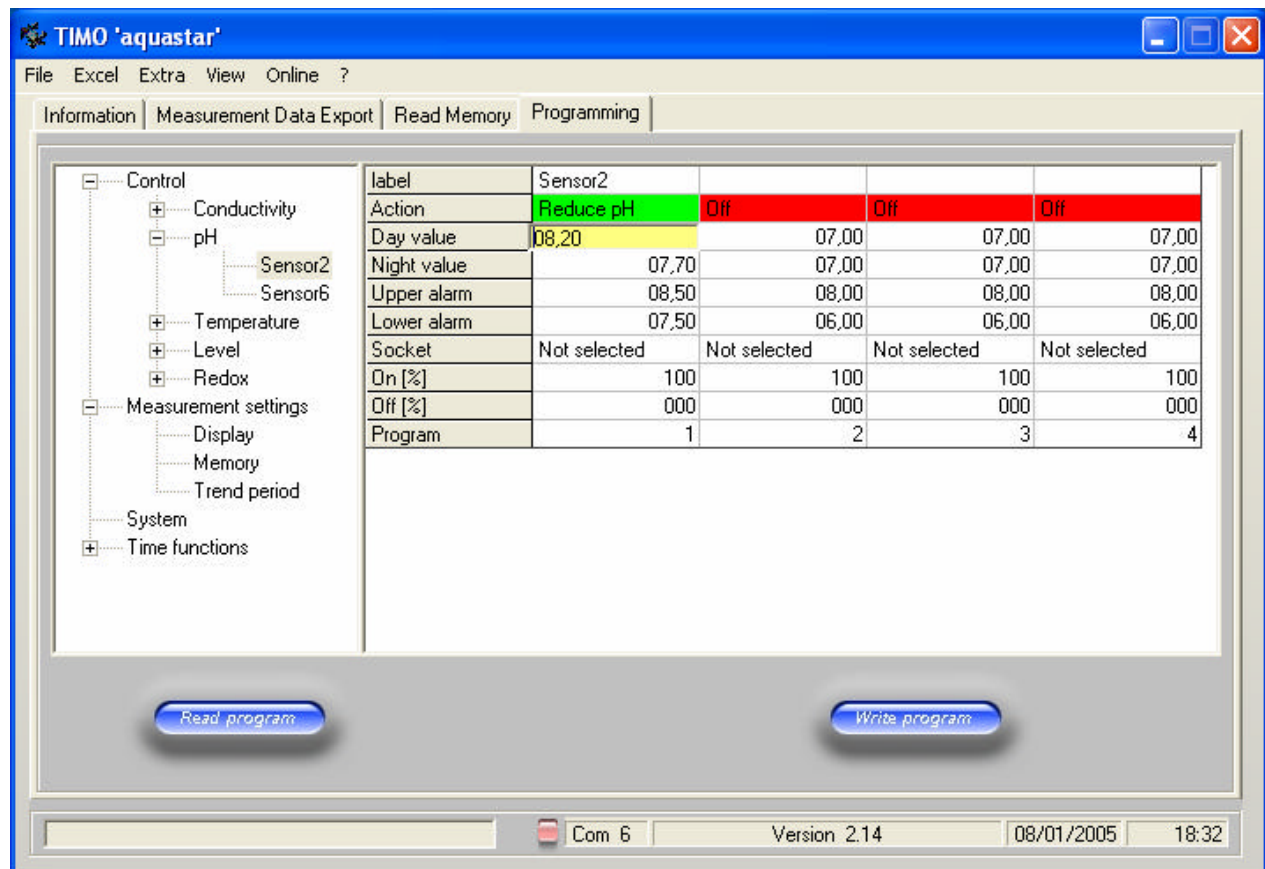 TIMO 'aquastar'
File Excel Extra View Online ?
Information Measurement Data Export Read Memory Programming
Control
Conductivity
pH
Sensor2
Sensor6
Temperature
Level
Redox
Measurement settings
Display
Memory
Trend period
System
Time functions
label Sensor2
Action Reduce pH Off Off Off
Day value 08,20 07,00 07,00 07,00
Night value 07,70 07,00 07,00 07,00
Upper alarm 08,50 08,00 08,00 08,00
Lower alarm 07,50 06,00 06,00 06,00
Socket Not selected Not selected Not selected Not selected
On [%] 100 100 100 100
Off [%] 000 000 000 000
Program 1 2 3 4
Read program Write program
Com 6 Version 2.14 08/01/2005 18:32